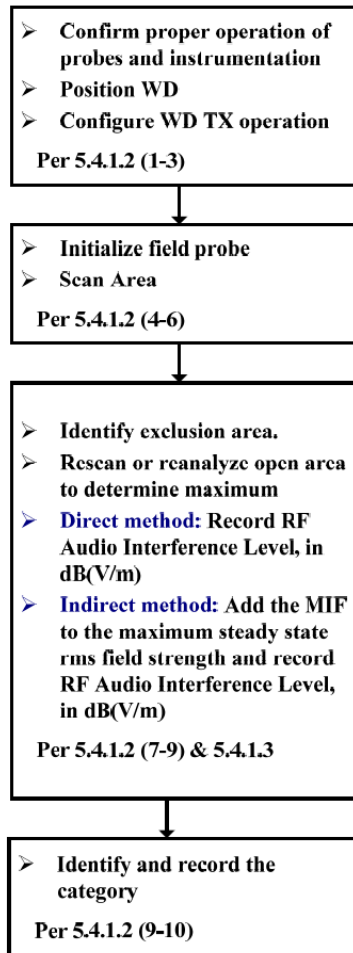 ➢ Confirm proper operation of
probes and instrumentation
➢ Position WD
➢ Configure WD TX operation
Per 5.4.1.2 (1-3)
➢ Initialize field probe
➢ Scan Area
Per 5.4.1.2 (4-6)
➢ Identify exclusion area.
➢ Rescan or reanalyze open area
to determine maximum
➢ Direct method: Record RF
Audio Interference Level, in
dB(V/m)
➢ Indirect method: Add the MIF
to the maximum steady state
rms field strength and record
RF Audio Interference Level,
in dB(V/m)
Per 5.4.1.2 (7-9) & 5.4.1.3
➢ Identify and record the
category
Per 5.4.1.2 (9-10)